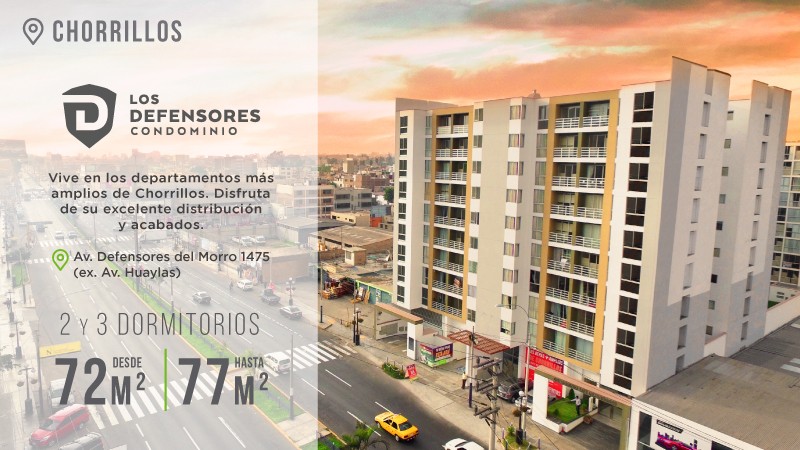 CHORRILLOS
LOS
DEFENSORES
CONDOMINIO
Vive en los departamentos más
amplios de Chorrillos. Disfruta
de su excelente distribución
y acabados.
Av. Defensores del Morro 1475
(ex. Av. Huaylas)
2 y 3 DORMITORIOS
DESDE
72M²
HASTA
77M²